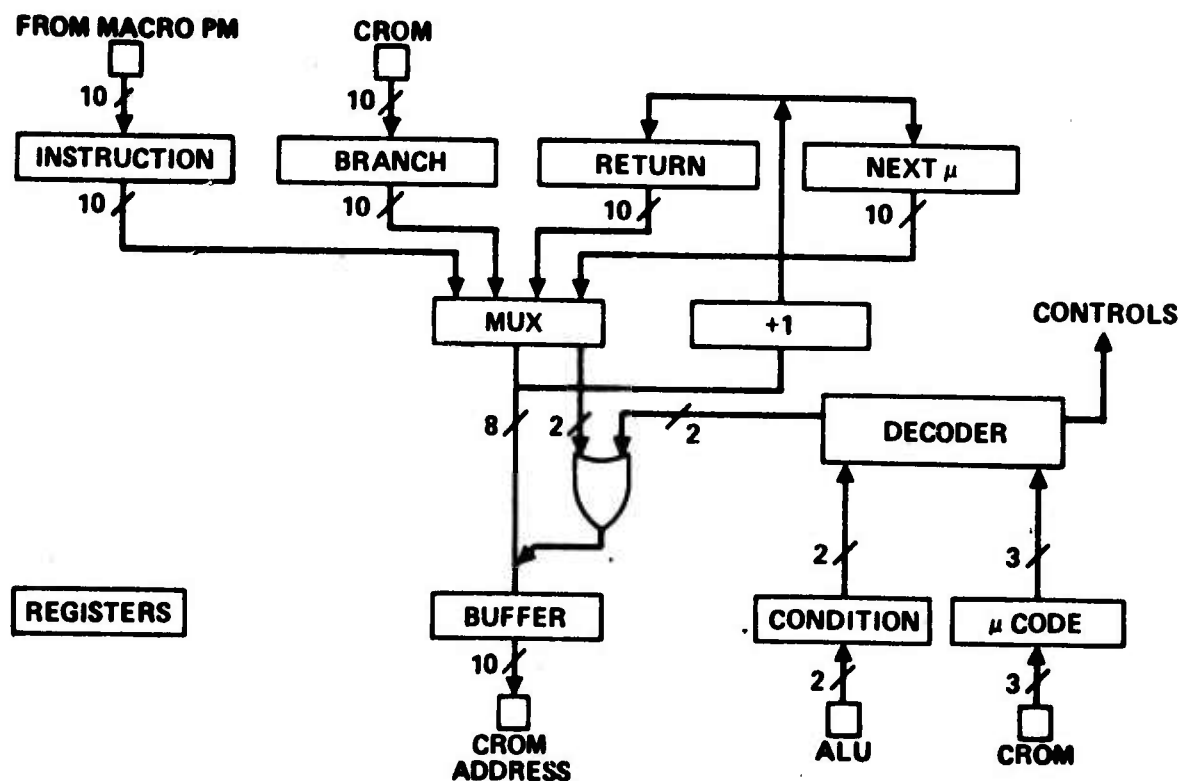 FROM MACRO PM
CROM
10
10
INSTRUCTION
BRANCH
RETURN
NEXT μ
10
10
10
10
MUX
+1
CONTROLS
8
2
2
DECODER
2
3
REGISTERS
BUFFER
CONDITION
μ CODE
10
2
3
CROM
ADDRESS
ALU
CROM